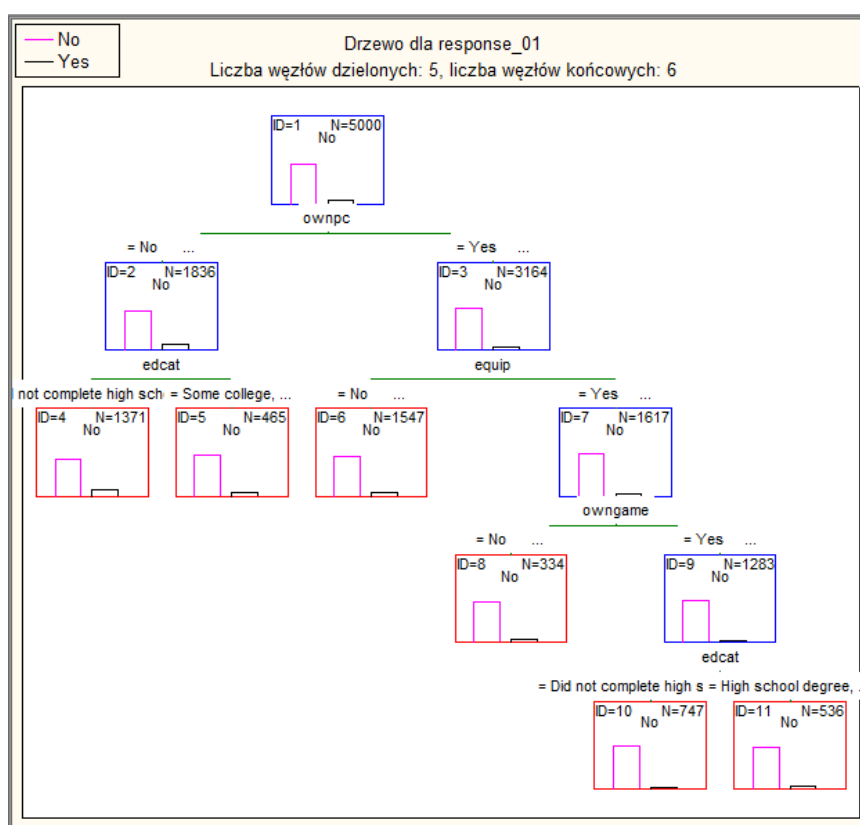 No
Yes
Drzewo dla response_01
Liczba węzłów dzielonych: 5, liczba węzłów końcowych: 6
ID=1 N=5000
No
ownpc
= No ... = Yes ...
ID=2 N=1836 ID=3 N=3164
No No
edcat equip
not complete high sch = Some college, ... = No ... = Yes ...
ID=4 N=1371 ID=5 N=465 ID=6 N=1547 ID=7 N=1617
No No No No
owngame
= No ... = Yes ...
ID=8 N=334 ID=9 N=1283
No No
edcat
= Did not complete high s = High school degree, ...
ID=10 N=747 ID=11 N=536
No No